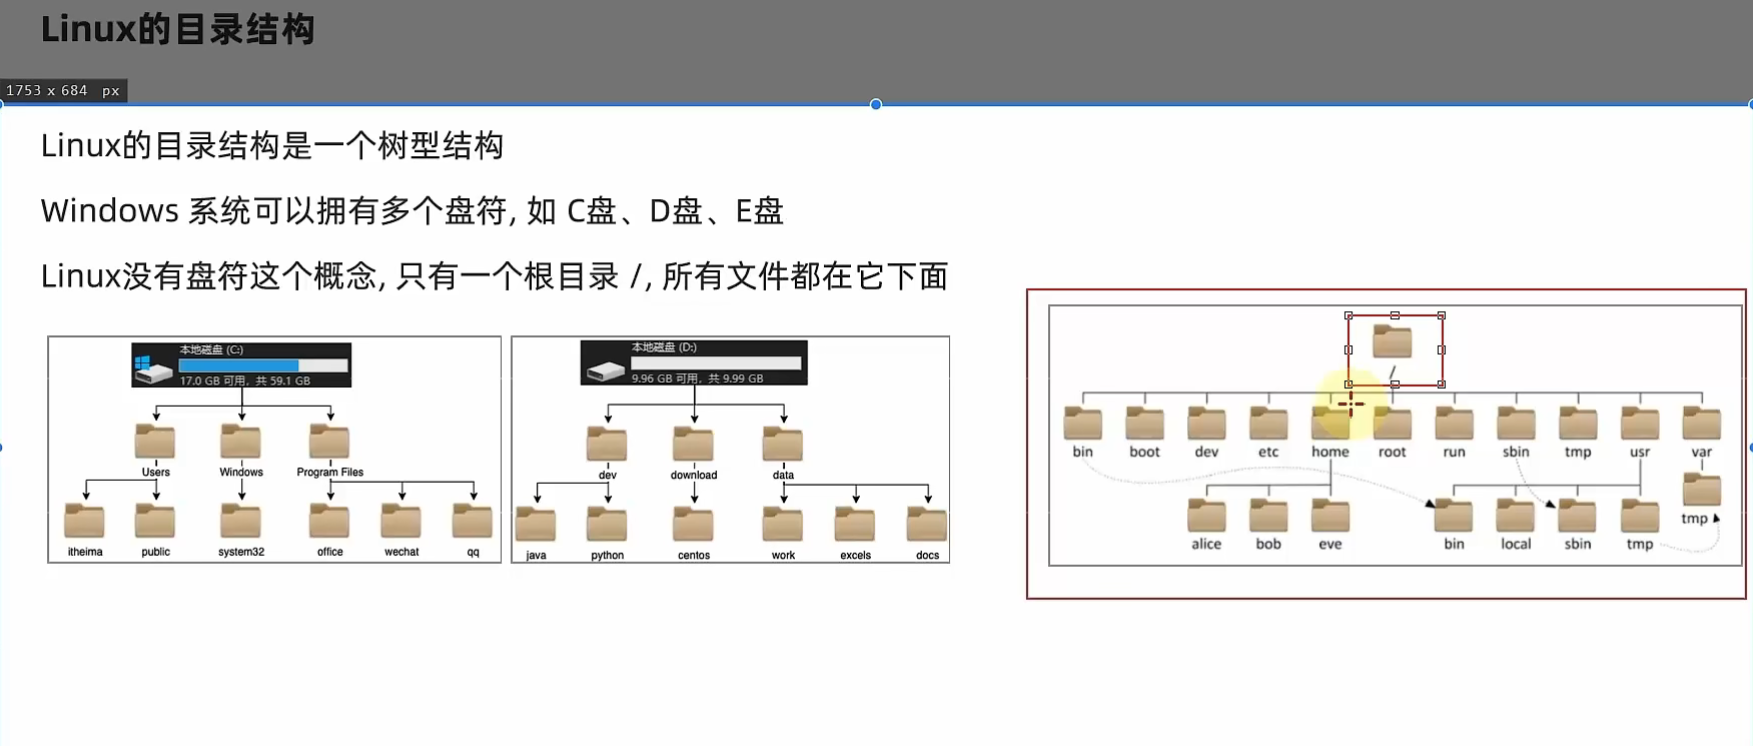 Linux的目录结构
1753 x 684 px
Linux的目录结构是一个树型结构
Windows 系统可以拥有多个盘符, 如 C盘、D盘、E盘
Linux没有盘符这个概念, 只有一个根目录 /, 所有文件都在它下面
本地磁盘 (C:)
17.0 GB 可用, 共 59.1 GB
Users Windows Program Files
itheima public system32 office wechat qq
本地磁盘 (D:)
9.96 GB 可用, 共 9.99 GB
dev download data
java python centos work excels docs
/
bin boot dev etc home root run sbin tmp usr var
tmp
alice bob eve bin local sbin tmp